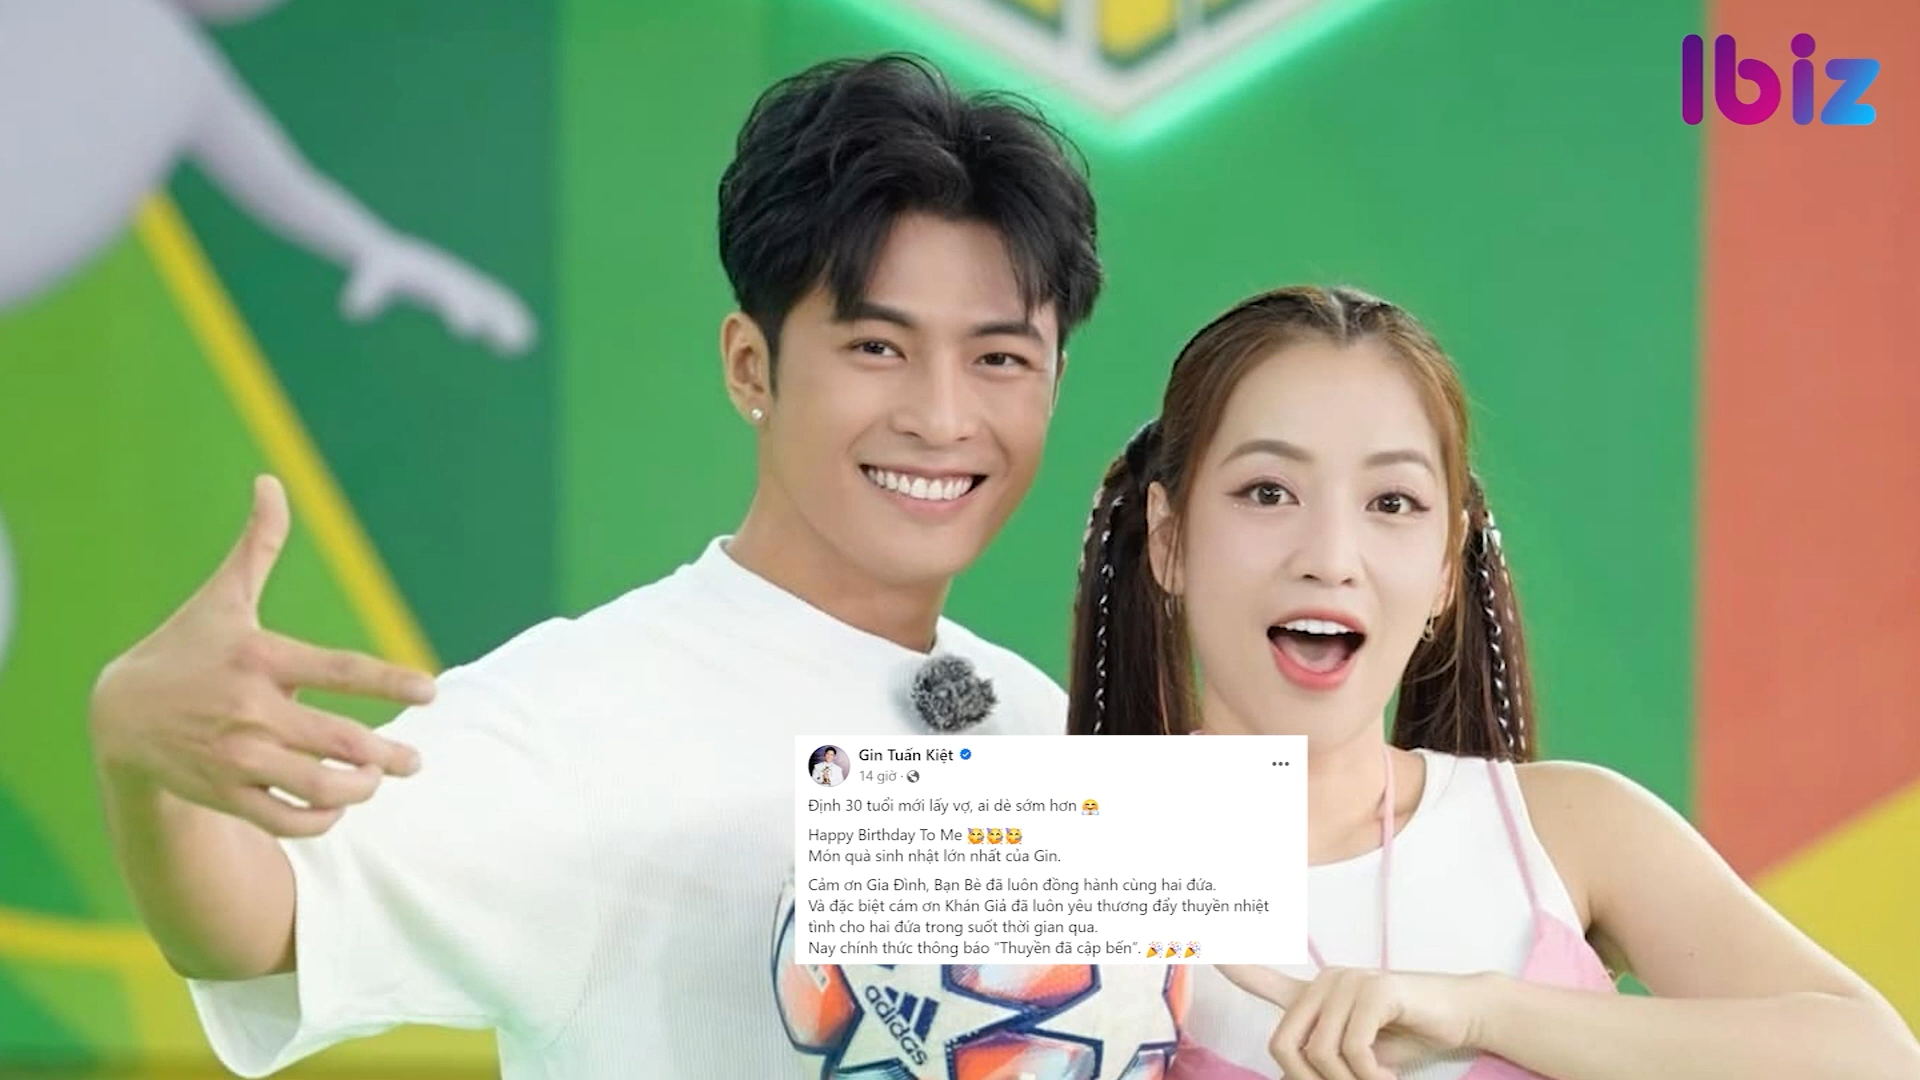 Ibiz
Gin Tuấn Kiệt
14 giờ ·
Định 30 tuổi mới lấy vợ, ai dè sớm hơn 🤗
Happy Birthday To Me 🥳🥳🥳
Món quà sinh nhật lớn nhất của Gin.
Cảm ơn Gia Đình, Bạn Bè đã luôn đồng hành cùng hai đứa.
Và đặc biệt cám ơn Khán Giả đã luôn yêu thương đẩy thuyền nhiệt
tình cho hai đứa trong suốt thời gian qua.
Nay chính thức thông báo "Thuyền đã cập bến". 🎉🎉🎉
adidas